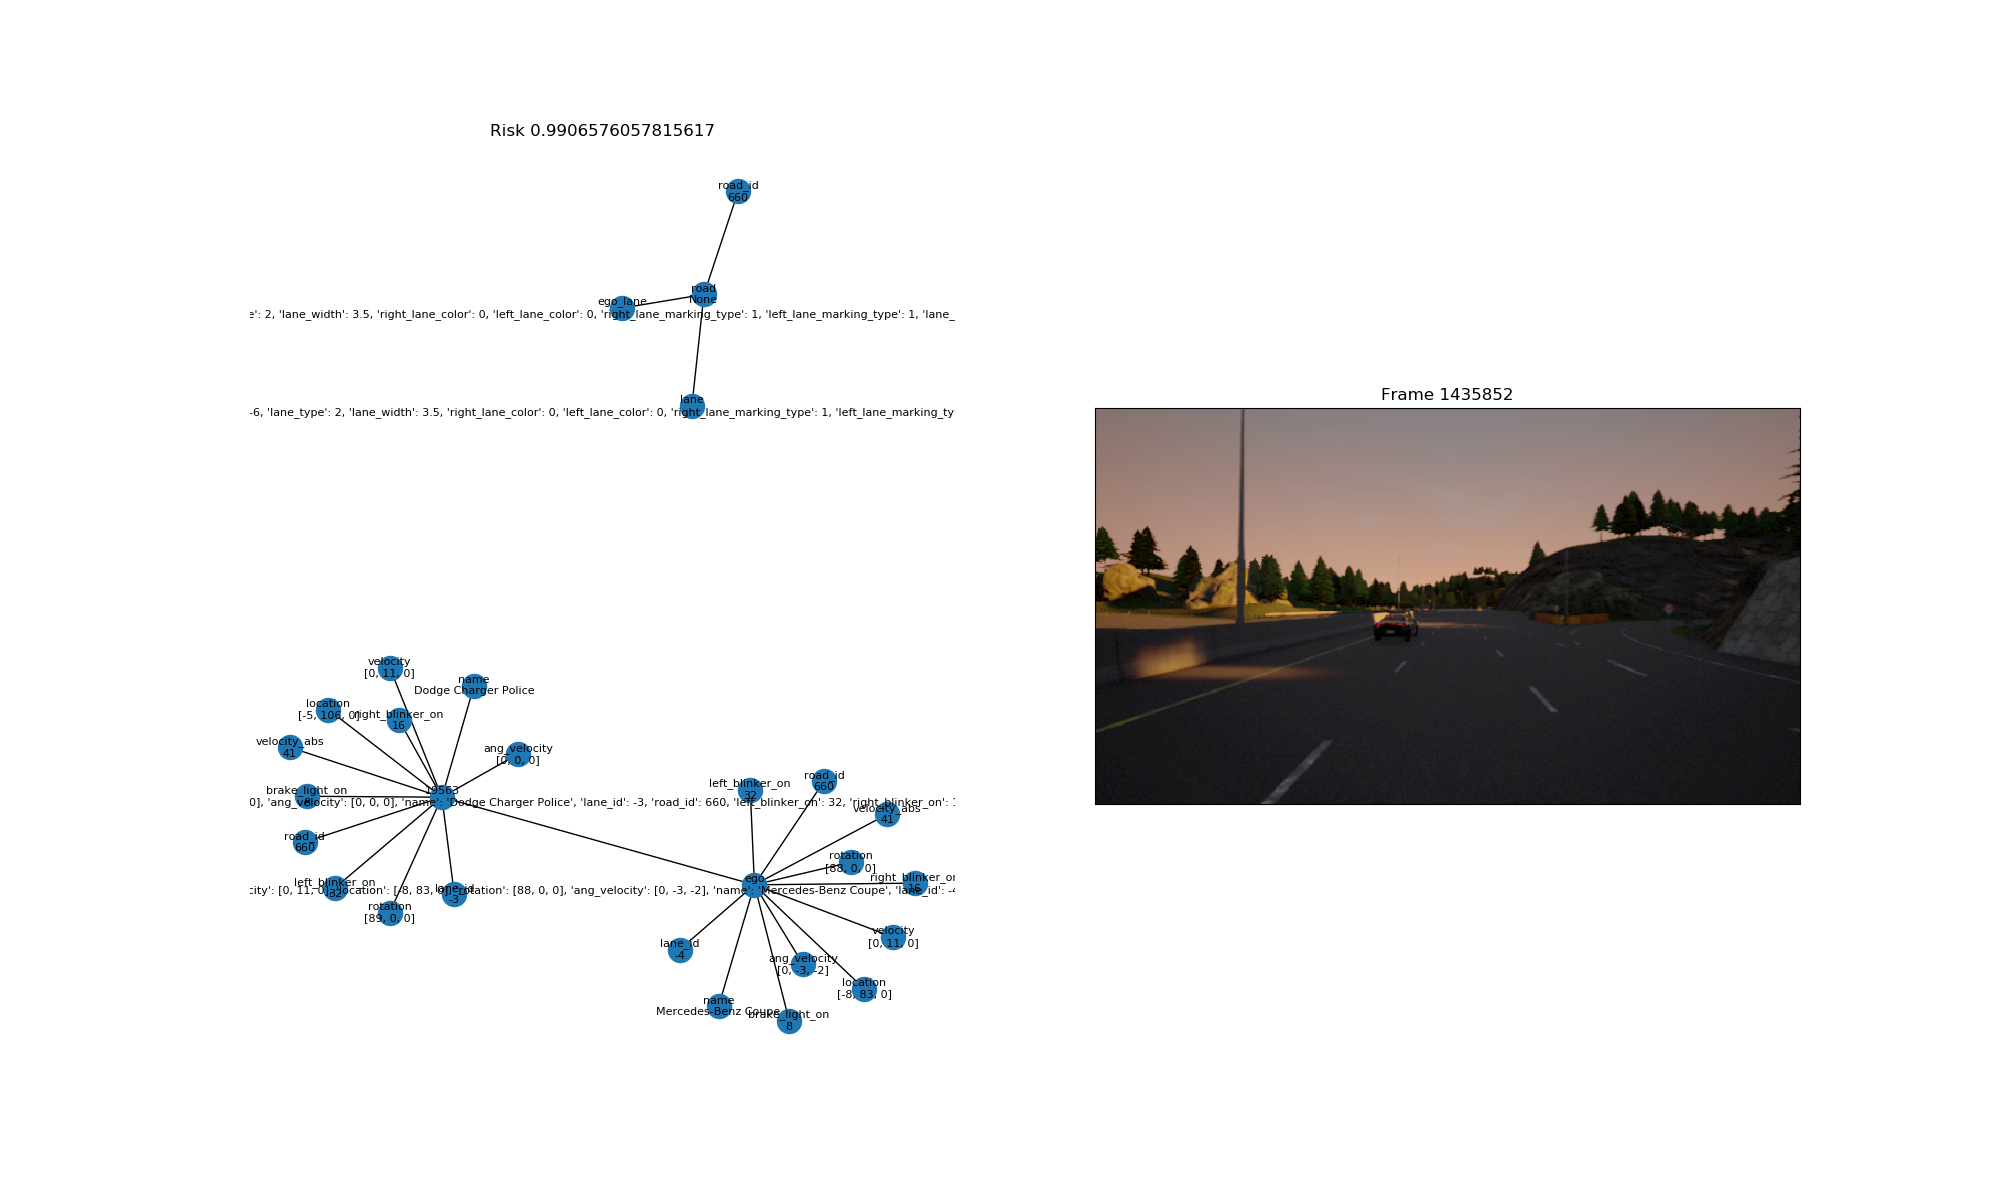 Risk 0.9906576057815617
road_id
660
road
None
ego_lane
e': 2, 'lane_width': 3.5, 'right_lane_color': 0, 'left_lane_color': 0, 'right_lane_marking_type': 1, 'left_lane_marking_type': 1, 'lane_
lane
-6, 'lane_type': 2, 'lane_width': 3.5, 'right_lane_color': 0, 'left_lane_color': 0, 'right_lane_marking_type': 1, 'left_lane_marking_ty
Frame 1435852
velocity
[0, 11, 0]
name
Dodge Charger Police
location
[-5, 106, 0]
right_blinker_on
16
velocity_abs
41
ang_velocity
[0, 0, 0]
brake_light_on
19563
0], 'ang_velocity': [0, 0, 0], 'name': 'Dodge Charger Police', 'lane_id': -3, 'road_id': 660, 'left_blinker_on': 32, 'right_blinker_on':
road_id
660
left_blinker_on
32
lane_id
-3
rotation
[89, 0, 0]
left_blinker_on
32
road_id
660
velocity_abs
41
rotation
[88, 0, 0]
right_blinker_on
16
ego
city': [0, 11, 0], 'location': [-8, 83, 0], 'rotation': [88, 0, 0], 'ang_velocity': [0, -3, -2], 'name': 'Mercedes-Benz Coupe', 'lane_id': -4
velocity
[0, 11, 0]
lane_id
-4
ang_velocity
[0, -3, -2]
location
[-8, 83, 0]
name
Mercedes-Benz Coupe
brake_light_on
8